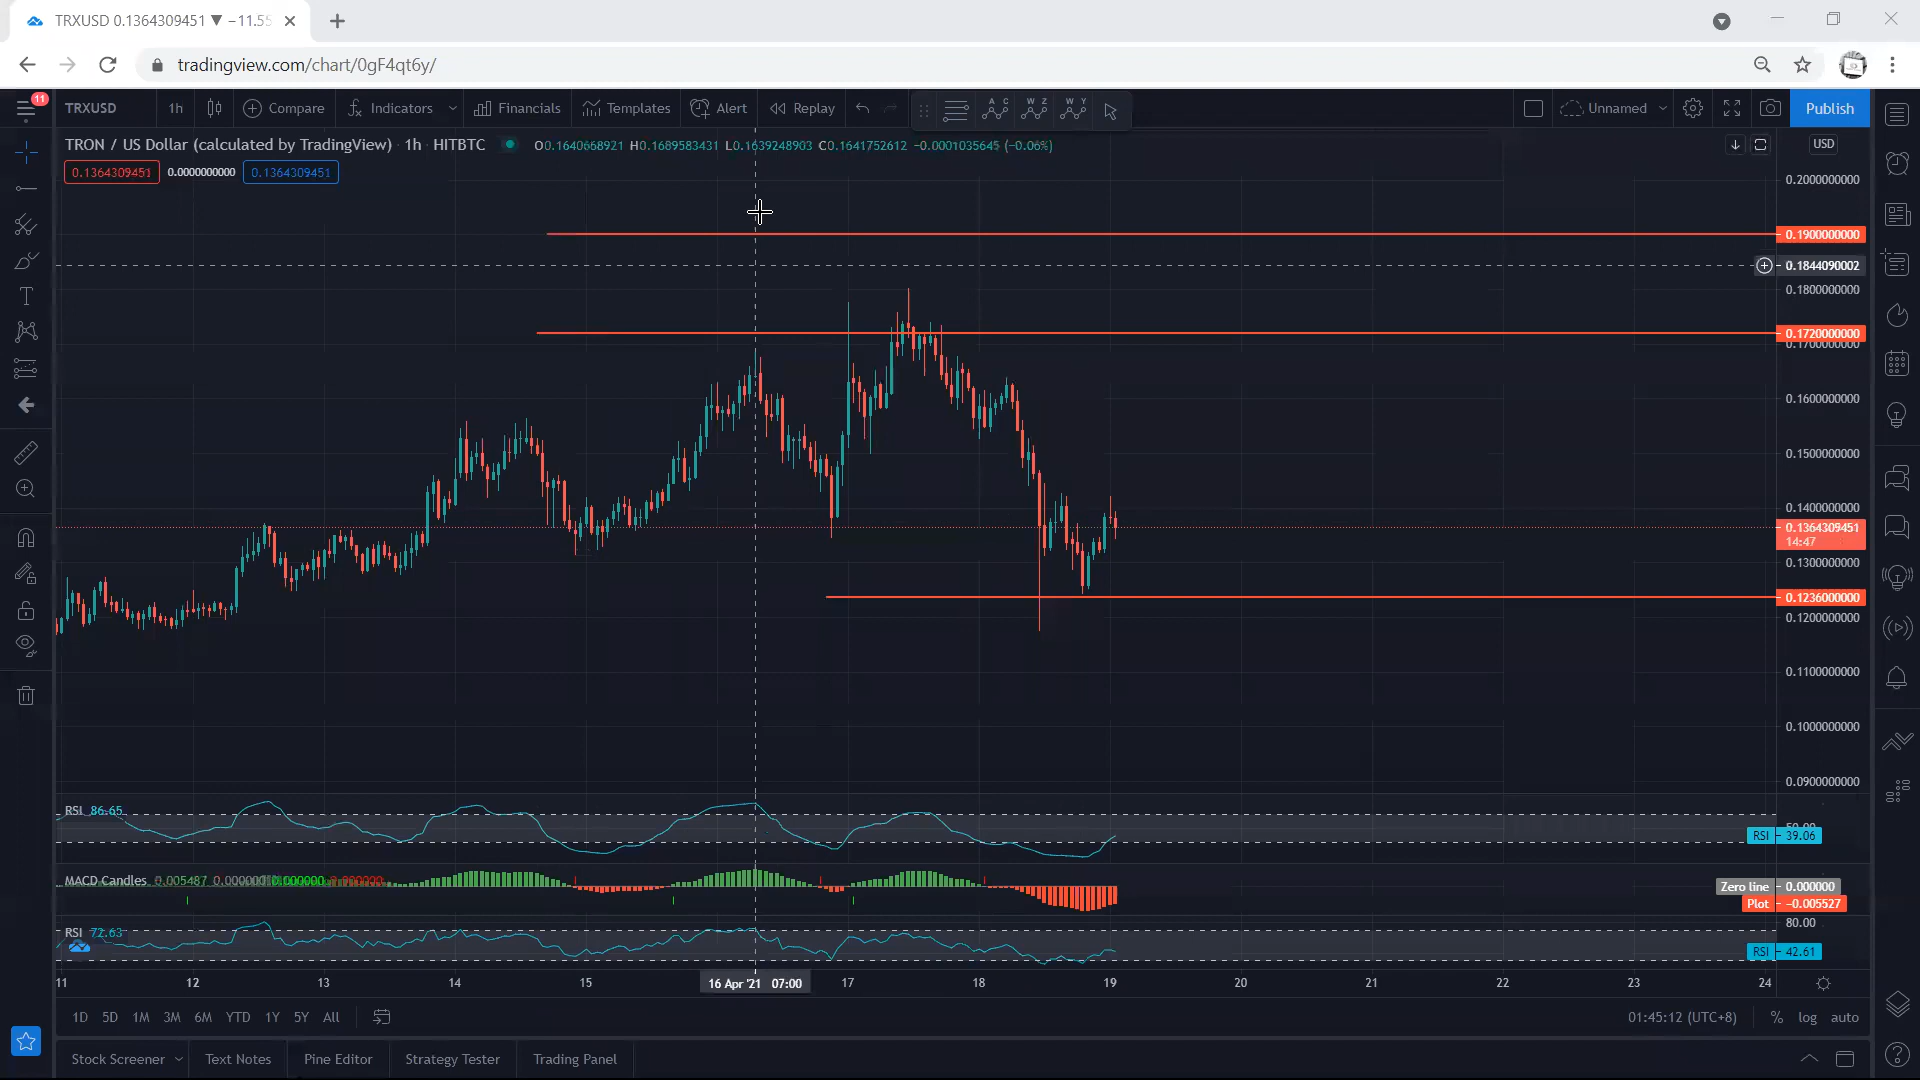 TRXUSD 0.1364309451 ▼ −11.55
tradingview.com/chart/0gF4qt6y/
11
TRXUSD 1h Compare Indicators Financials Templates Alert Replay A C W Z W Y Unnamed Publish
TRON / US Dollar (calculated by TradingView) · 1h · HITBTC O0.1640668921 H0.1689583431 L0.1639248903 C0.1641752612 −0.0001035645 (−0.06%) USD
0.1364309451 0.0000000000 0.1364309451
0.2000000000
0.1900000000
0.1844090002
0.1800000000
0.1720000000
0.1700000000
0.1600000000
0.1500000000
0.1400000000
0.1364309451
14:47
0.1300000000
0.1236000000
0.1200000000
0.1100000000
0.1000000000
0.0900000000
RSI 86.65
RSI 39.06
MACD Candles 0.005487 0.000000
Zero line 0.000000
Plot −0.005527
80.00
RSI 72.63
RSI 42.61
11 12 13 14 15 16 Apr '21 07:00 17 18 19 20 21 22 23 24
1D 5D 1M 3M 6M YTD 1Y 5Y All 01:45:12 (UTC+8) % log auto
Stock Screener Text Notes Pine Editor Strategy Tester Trading Panel